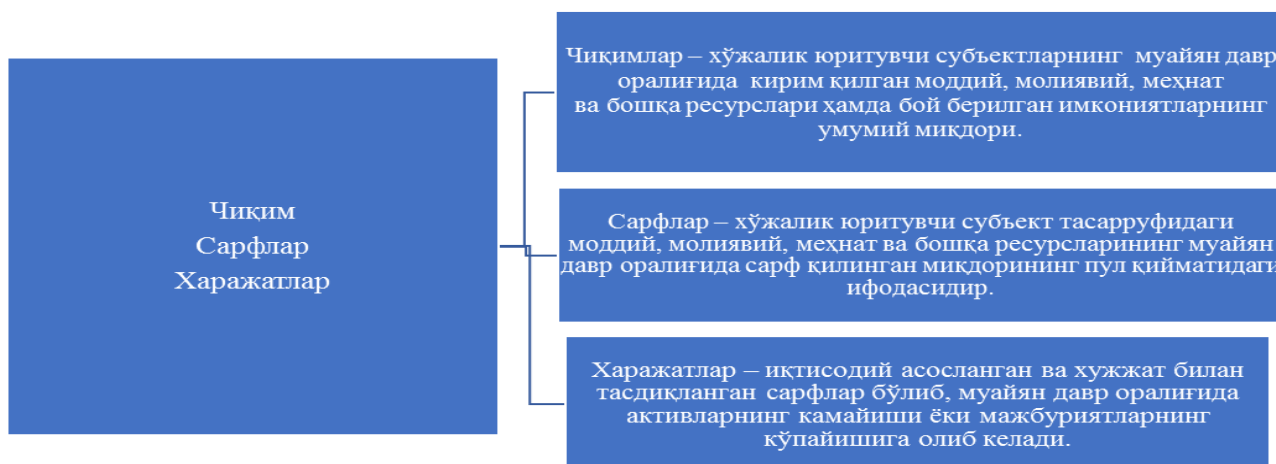 Чиқим
Сарфлар
Харажатлар
Чиқимлар – хўжалик юритувчи субъектларнинг муайян давр
оралиғида кирим қилган моддий, молиявий, меҳнат
ва бошқа ресурслари ҳамда бой берилган имкониятларнинг
умумий миқдори.
Сарфлар – хўжалик юритувчи субъект тасарруфидаги
моддий, молиявий, меҳнат ва бошқа ресурсларининг муайян
давр оралиғида сарф қилинган миқдорининг пул қийматидаги
ифодасидир.
Харажатлар – иқтисодий асосланган ва хужжат билан
тасдиқланган сарфлар бўлиб, муайян давр оралиғида
активларнинг камайиши ёки мажбуриятларнинг
кўпайишига олиб келади.